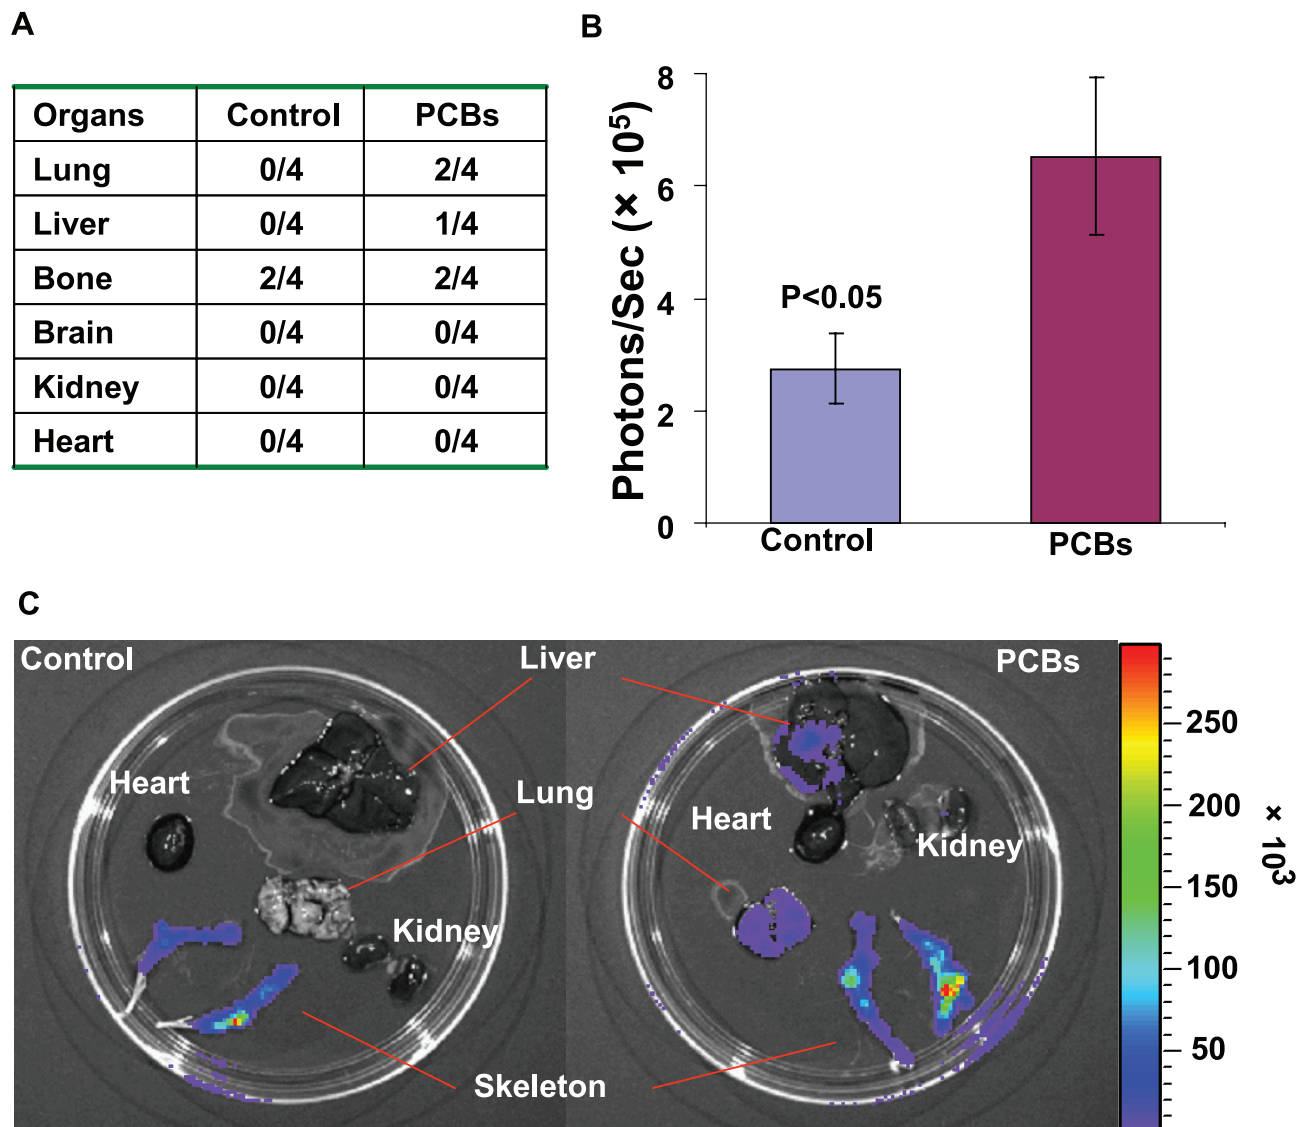 A
Organs Control PCBs
Lung 0/4 2/4
Liver 0/4 1/4
Bone 2/4 2/4
Brain 0/4 0/4
Kidney 0/4 0/4
Heart 0/4 0/4
B
Photons/Sec (× 10⁵)
8
6
4
2
0
P<0.05
Control PCBs
C
Control Liver PCBs
Heart Lung Heart Kidney
Kidney
Skeleton
250
200
150
100
50
× 10³